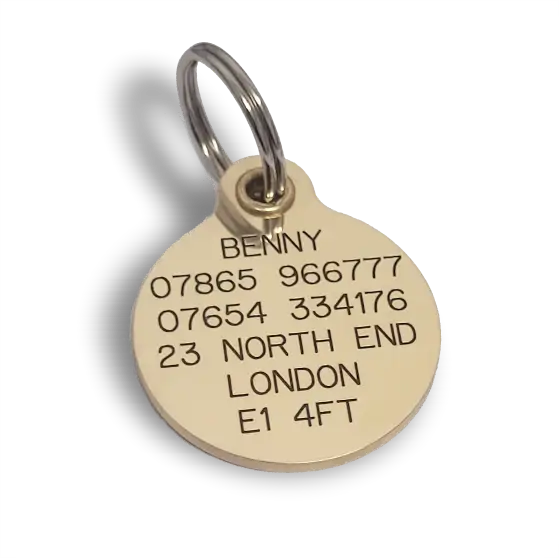 BENNY
07865 966777
07654 334176
23 NORTH END
LONDON
E1 4FT